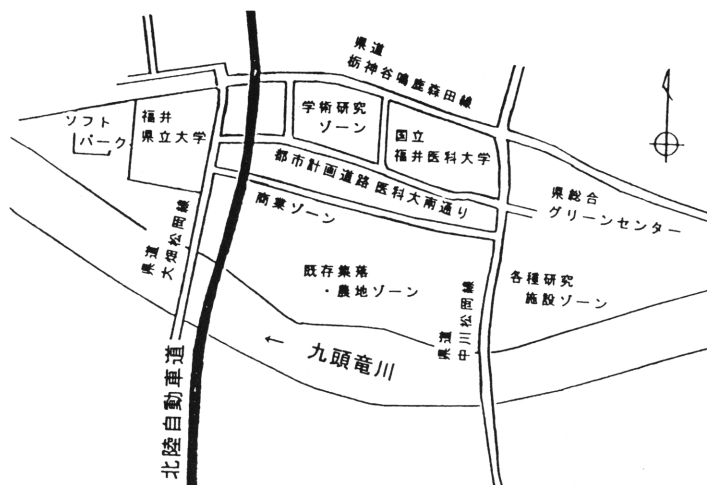 県道
栃神谷鳴鹿森田線
ソフト
パーク
福井
県立大学
学術研究
ゾーン
国立
福井医科大学
都市計画道路 医科大南通り
県総合
グリーンセンター
商業ゾーン
県道
大畑松岡線
既存集落
・農地ゾーン
各種研究
施設ゾーン
県道
中川松岡線
←九頭竜川
北陸自動車道